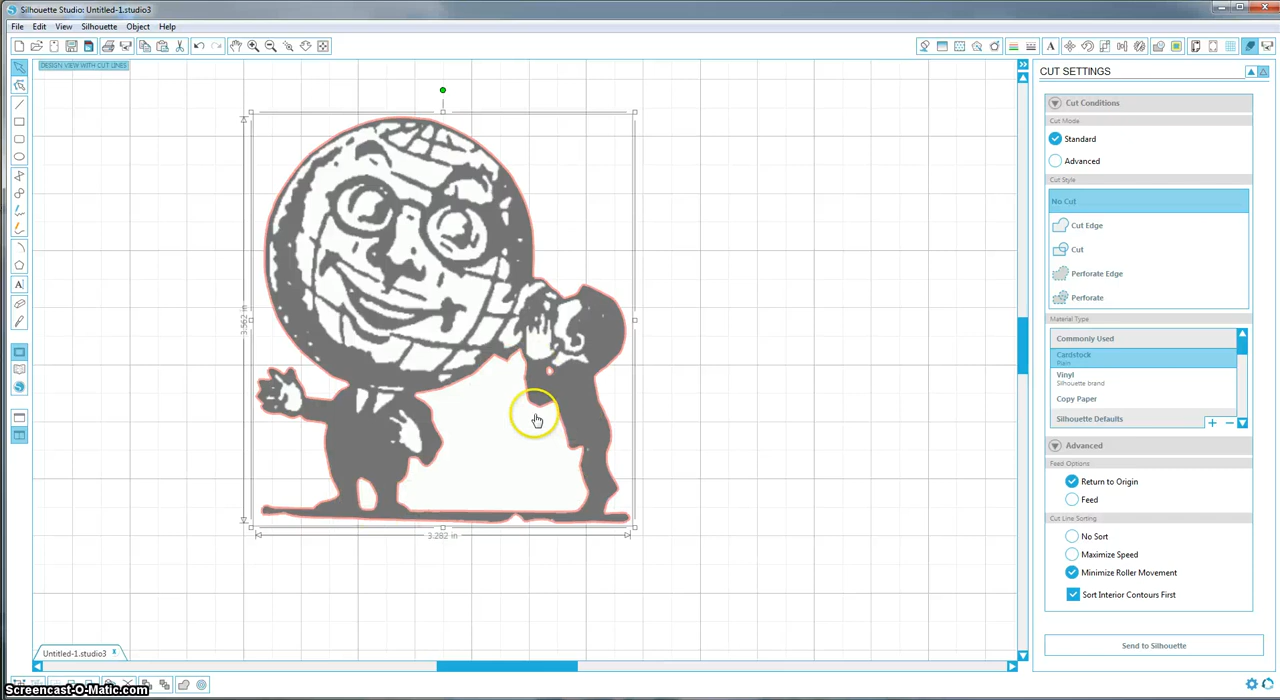 Silhouette Studio: Untitled-1.studio3
File Edit View Silhouette Object Help
DESIGN VIEW WITH CUT LINES
CUT SETTINGS
Cut Conditions
Cut Mode
Standard
Advanced
Cut Style
No Cut
Cut Edge
Cut
Perforate Edge
Perforate
Material Type
Commonly Used
Cardstock
Plain
Vinyl
Silhouette brand
Copy Paper
Silhouette Defaults
Advanced
Feed Options
Return to Origin
Feed
Cut Line Sorting
No Sort
Maximize Speed
Minimize Roller Movement
Sort Interior Contours First
Send to Silhouette
3.562 in
3.282 in
Untitled-1.studio3
Screencast-O-Matic.com